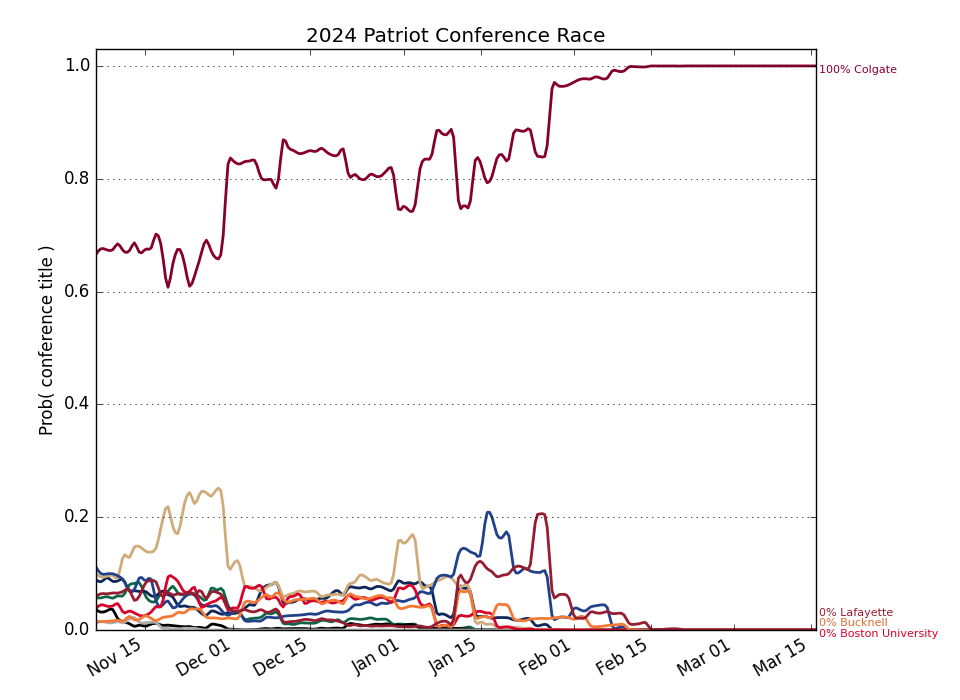 2024 Patriot Conference Race
Prob( conference title )
1.0
0.8
0.6
0.4
0.2
0.0
100% Colgate
0% Lafayette
0% Bucknell
0% Boston University
Nov 15
Dec 01
Dec 15
Jan 01
Jan 15
Feb 01
Feb 15
Mar 01
Mar 15